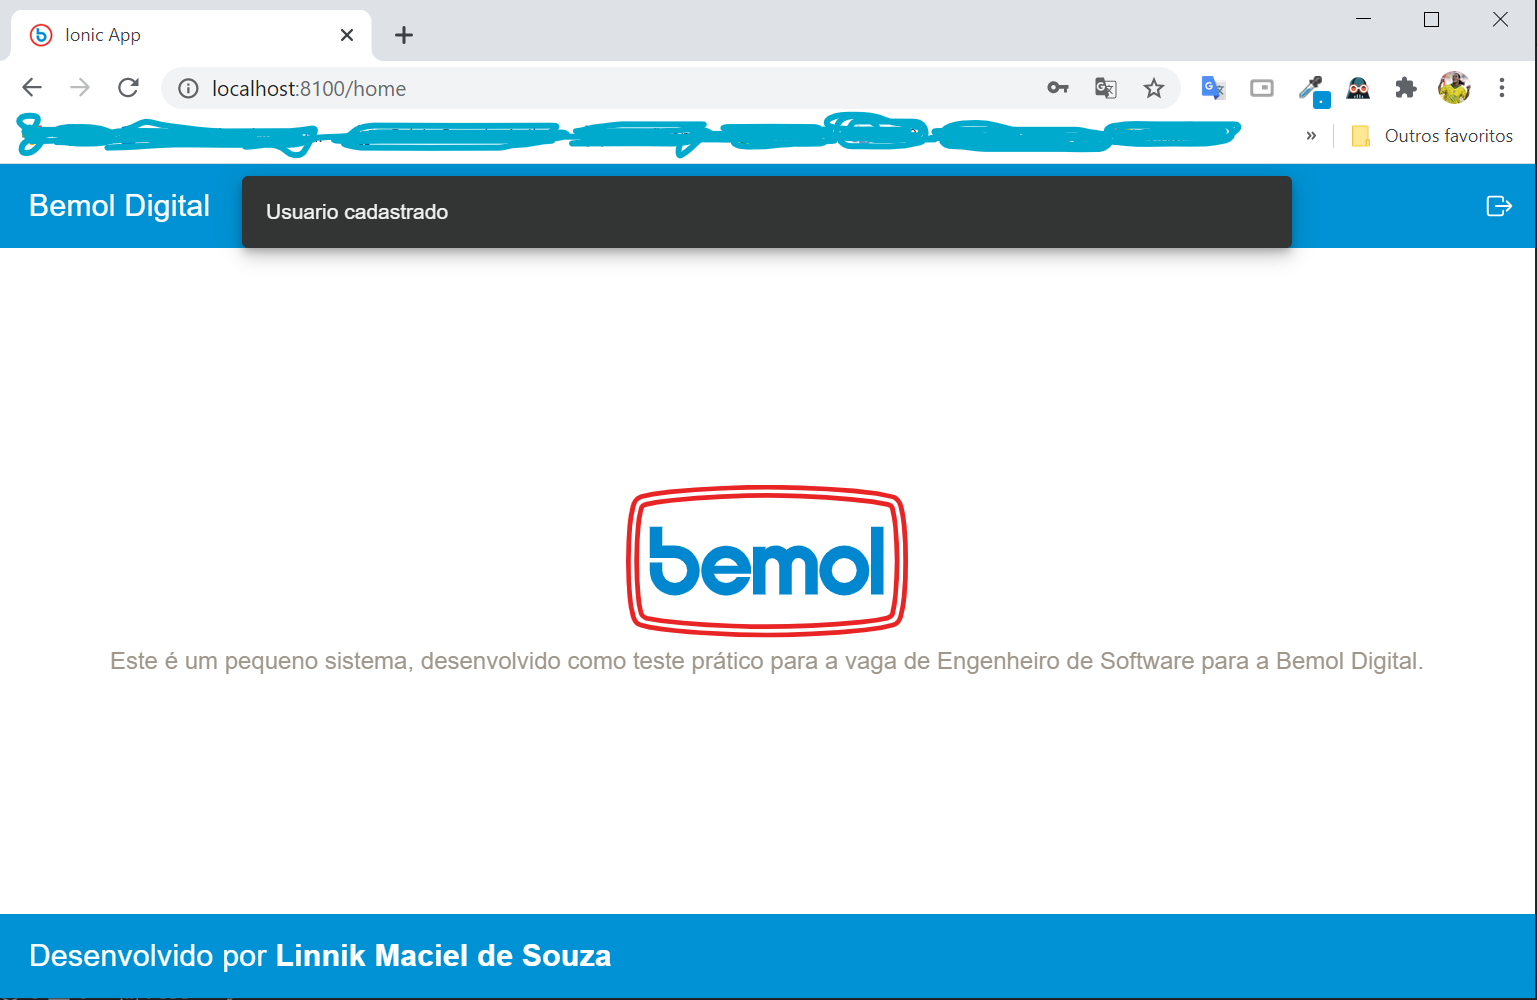 Ionic App
localhost:8100/home
» Outros favoritos
Bemol Digital
Usuario cadastrado
bemol
Este é um pequeno sistema, desenvolvido como teste prático para a vaga de Engenheiro de Software para a Bemol Digital.
Desenvolvido por Linnik Maciel de Souza